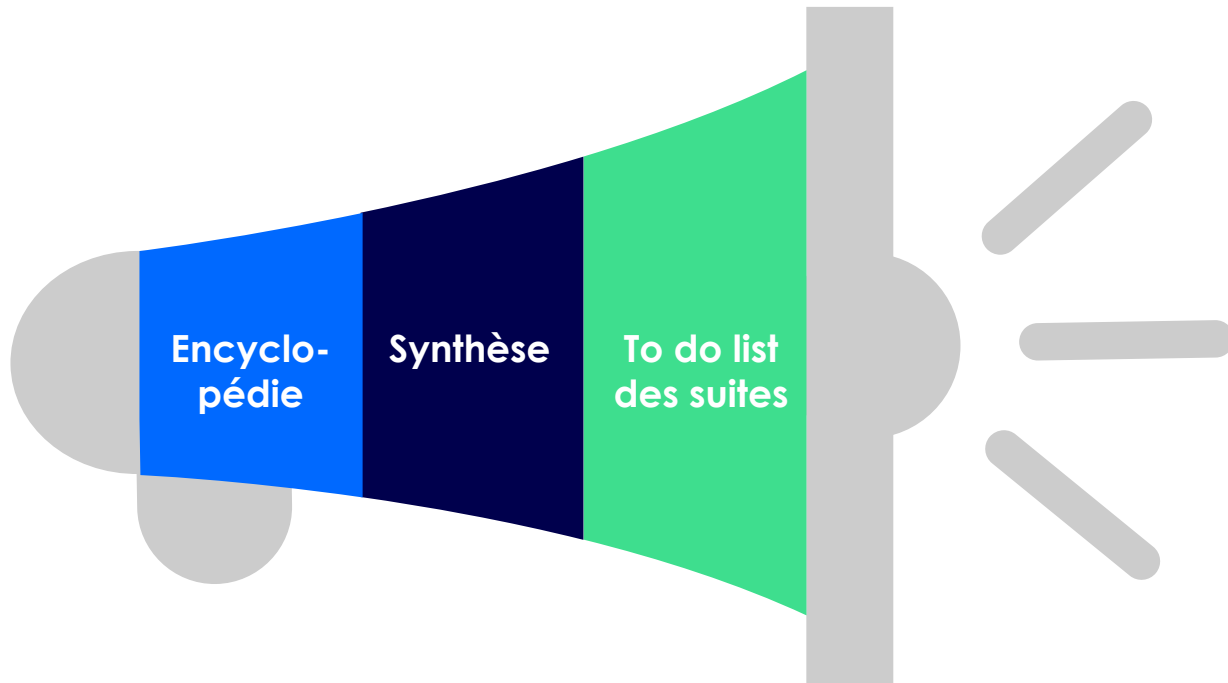 Encyclo-
pédie
Synthèse
To do list
des suites